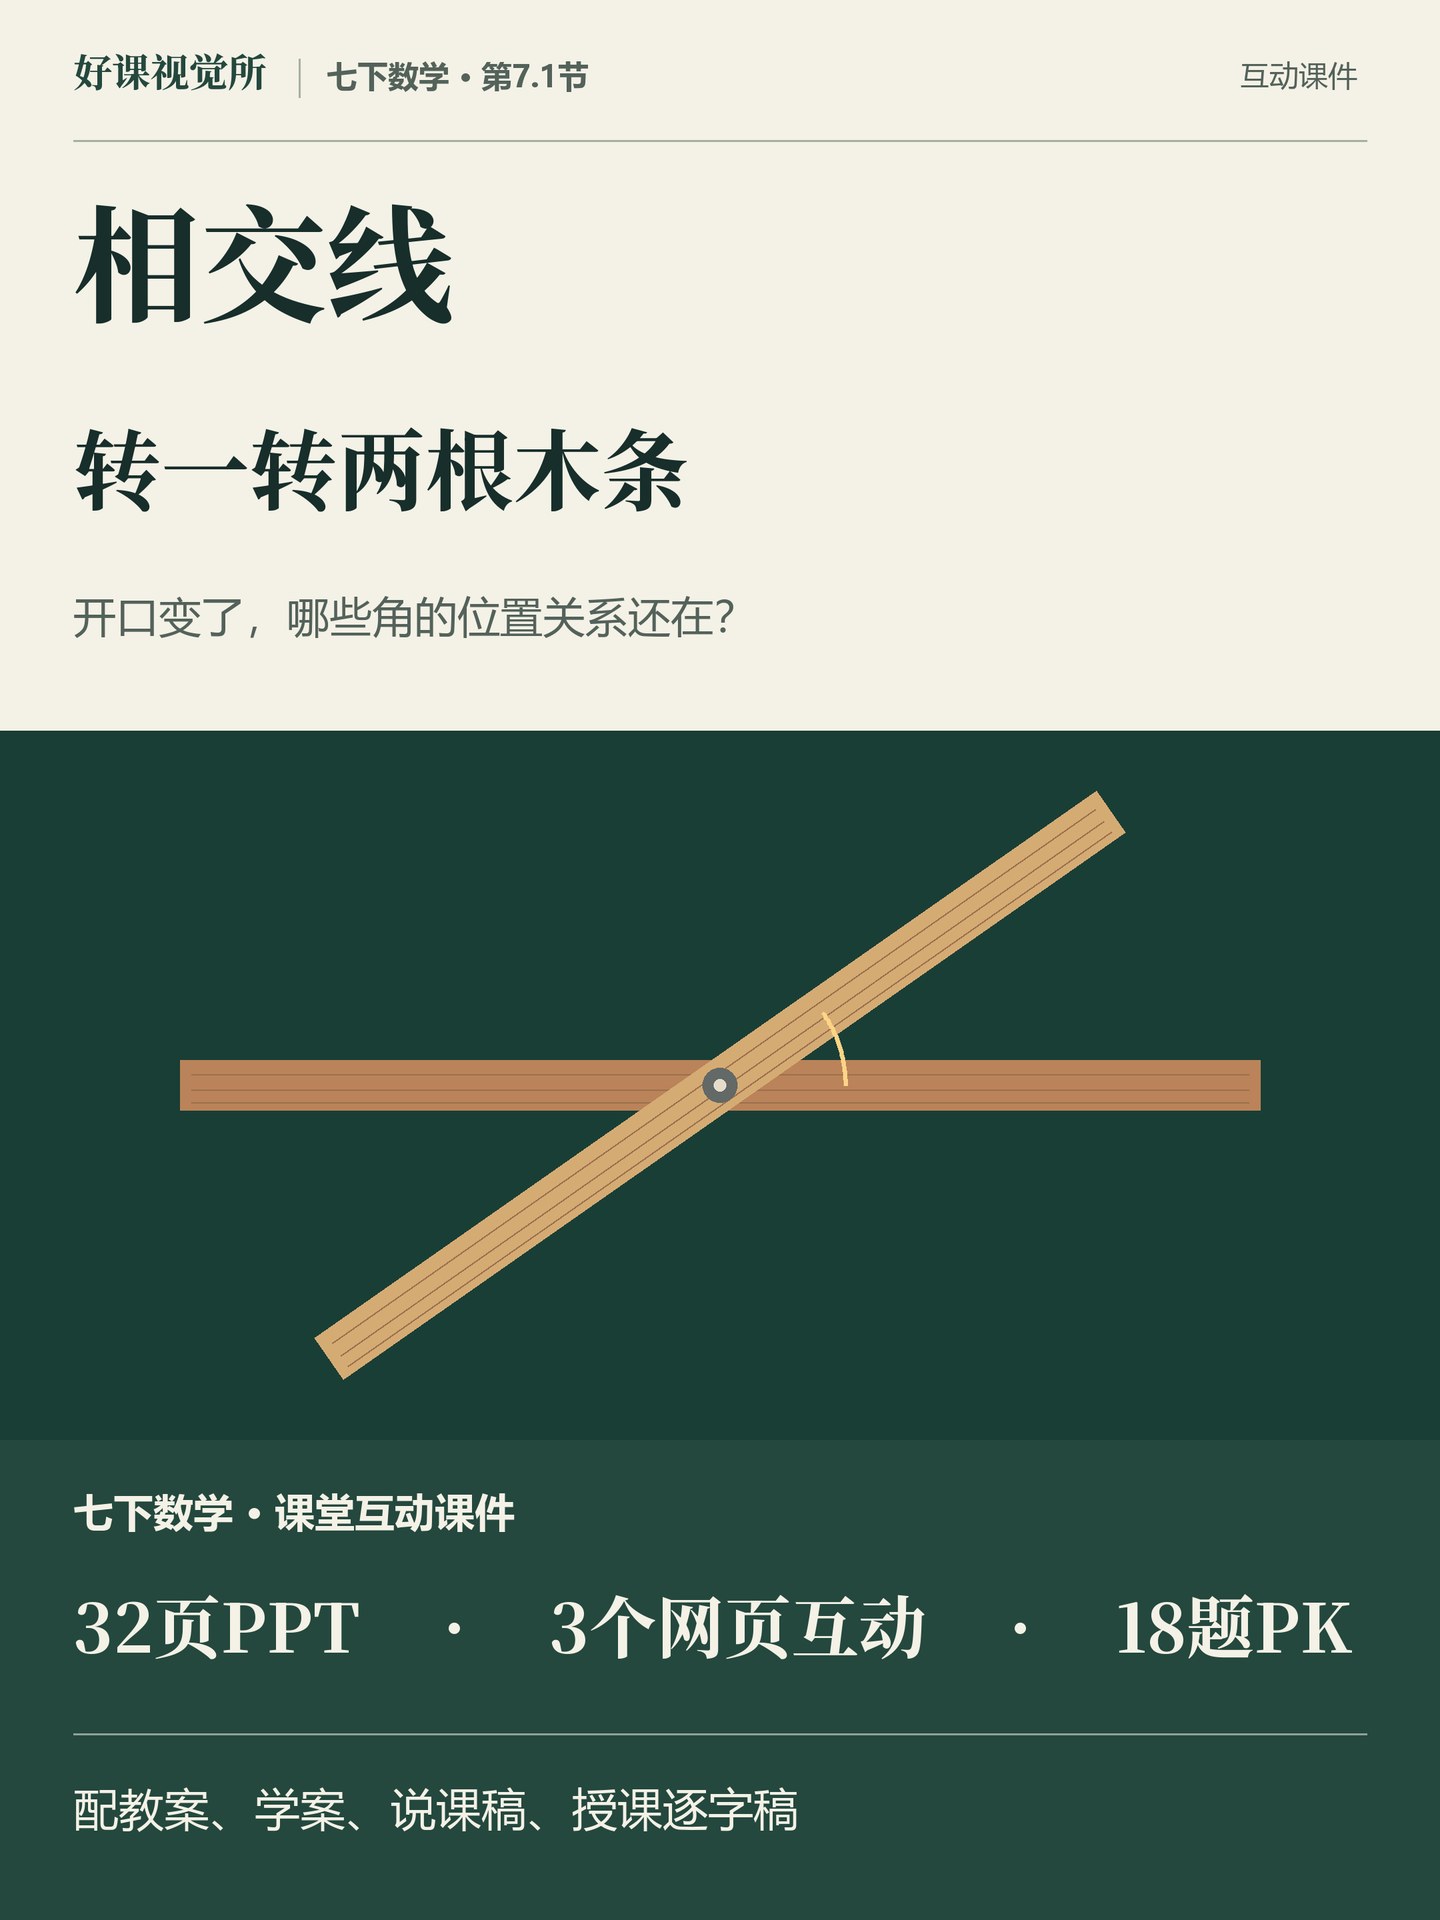 好课视觉所 | 七下数学·第7.1节 互动课件
相交线
转一转两根木条
开口变了，哪些角的位置关系还在？
七下数学·课堂互动课件
32页PPT · 3个网页互动 · 18题PK
配教案、学案、说课稿、授课逐字稿